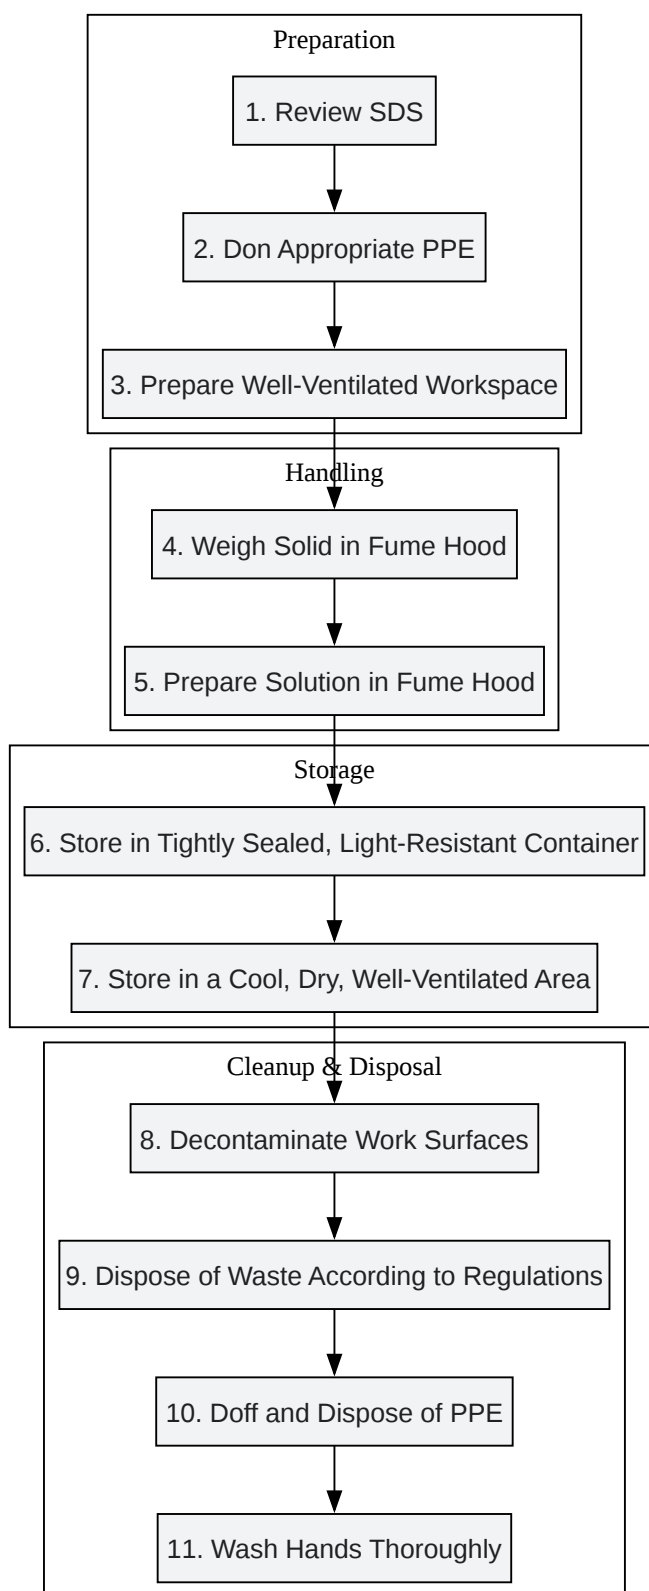 Preparation
1. Review SDS
2. Don Appropriate PPE
3. Prepare Well-Ventilated Workspace
Handling
4. Weigh Solid in Fume Hood
5. Prepare Solution in Fume Hood
Storage
6. Store in Tightly Sealed, Light-Resistant Container
7. Store in a Cool, Dry, Well-Ventilated Area
Cleanup & Disposal
8. Decontaminate Work Surfaces
9. Dispose of Waste According to Regulations
10. Doff and Dispose of PPE
11. Wash Hands Thoroughly